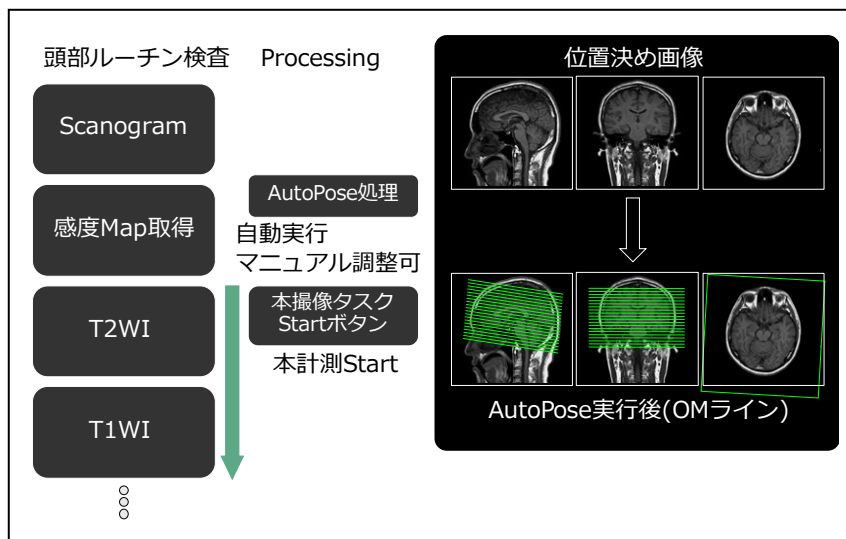 頭部ルーチン検査
Processing
Scanogram
感度Map取得
T2WI
T1WI
AutoPose処理
自動実行
マニュアル調整可
本撮像タスク
Startボタン
本計測Start
位置決め画像
AutoPose実行後(OMライン)